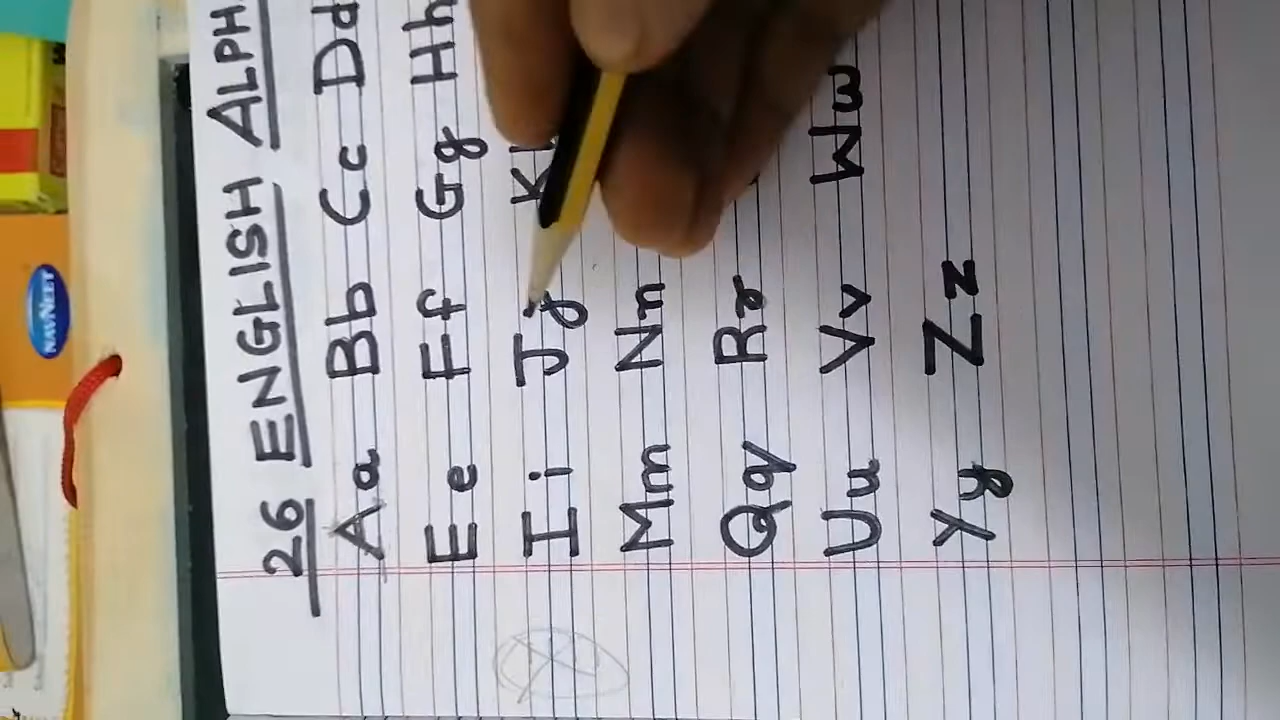 26 ENGLISH ALPH
Aa Bb Cc Dd
Ee Ff Gg Hh
Ii Jj K
Mm Nn
Qq Rr
Uu Vv Ww
Yy Zz
NAVNEET